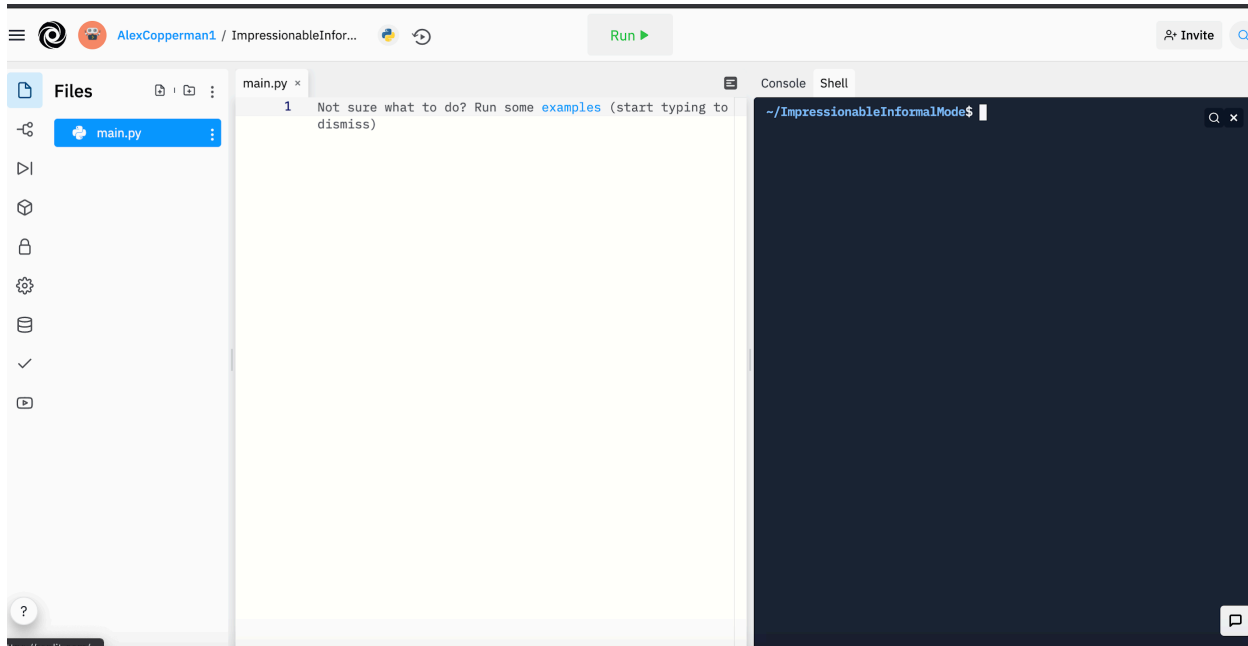 AlexCopperman1 / ImpressionableInfor...
Run
Invite
Files
main.py
main.py ×
1 Not sure what to do? Run some examples (start typing to
dismiss)
Console Shell
~/ImpressionableInformalMode$
?